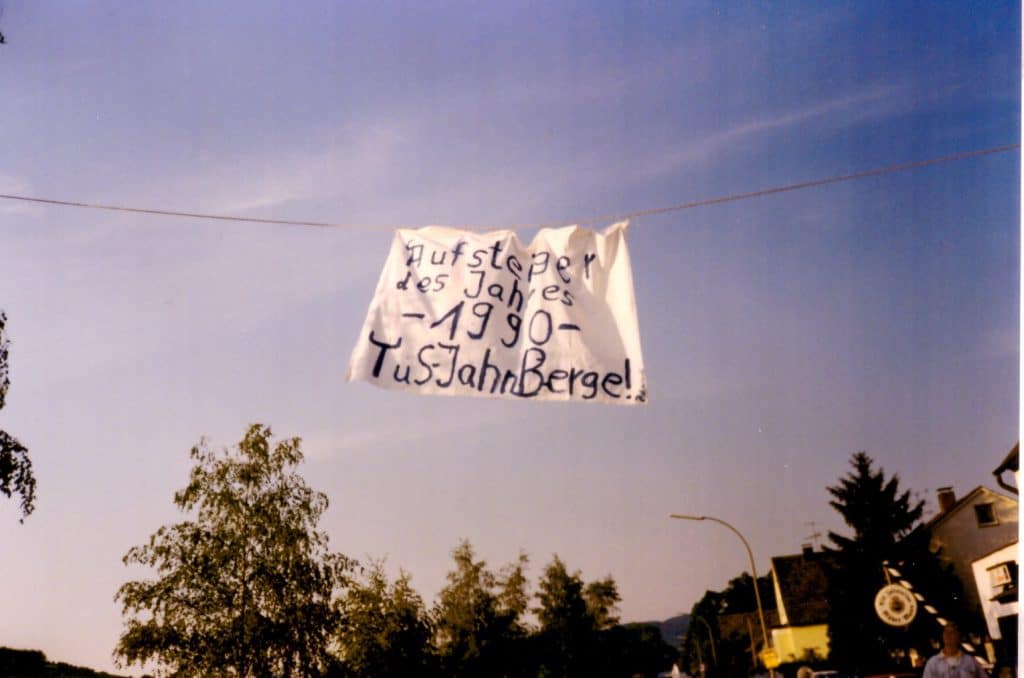 Aufsteiger
des Jahres
-1990-
TuS-Jahn Berge!